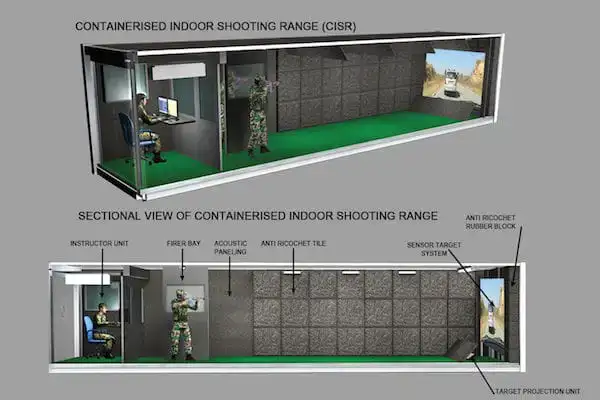 CONTAINERISED INDOOR SHOOTING RANGE (CISR)
SECTIONAL VIEW OF CONTAINERISED INDOOR SHOOTING RANGE
ANTI RICOCHET
RUBBER BLOCK
INSTRUCTOR UNIT
FIRER BAY
ACOUSTIC
PANELING
ANTI RICOCHET TILE
SENSOR TARGET
SYSTEM
TARGET PROJECTION UNIT